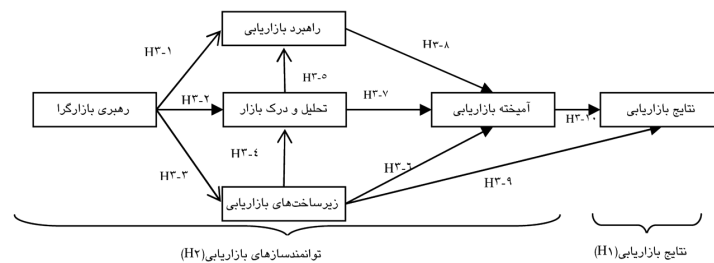 راهبرد بازاریابی
H۳-۱
H۳-۸
H۳-۵
رهبری بازارگرا
H۳-۲
تحلیل و درک بازار
H۳-۷
آمیخته بازاریابی
H۳-۱۰
نتایج بازاریابی
H۳-۴
H۳-۳
H۳-۶
H۳-۹
زیرساخت‌های بازاریابی
توانمندسازهای بازاریابی(H۲)
نتایج بازاریابی(H۱)